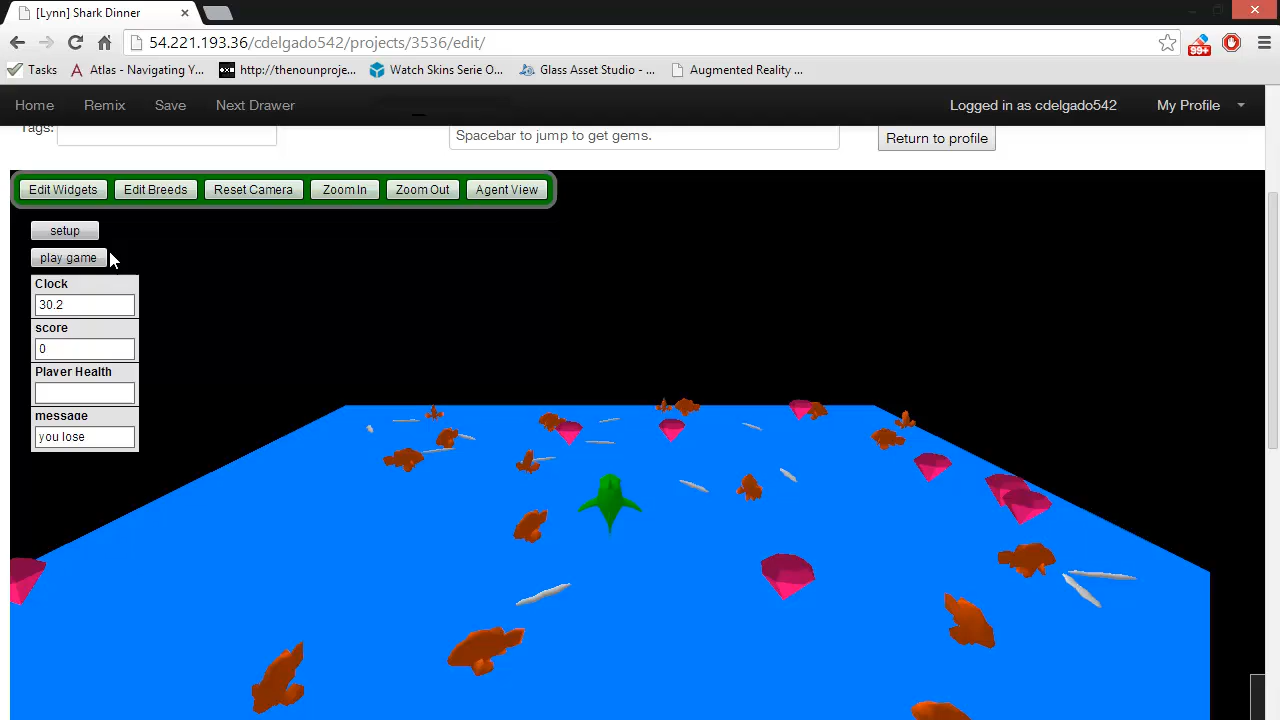 [Lynn] Shark Dinner
54.221.193.36/cdelgado542/projects/3536/edit/
99+
Tasks
Atlas - Navigating Y...
http://thenounproje...
Watch Skins Serie O...
Glass Asset Studio - ...
Augmented Reality ...
Home
Remix
Save
Next Drawer
Logged in as cdelgado542
My Profile
Tags:
Spacebar to jump to get gems.
Return to profile
Edit Widgets
Edit Breeds
Reset Camera
Zoom In
Zoom Out
Agent View
setup
play game
Clock
30.2
score
0
Player Health
message
you lose